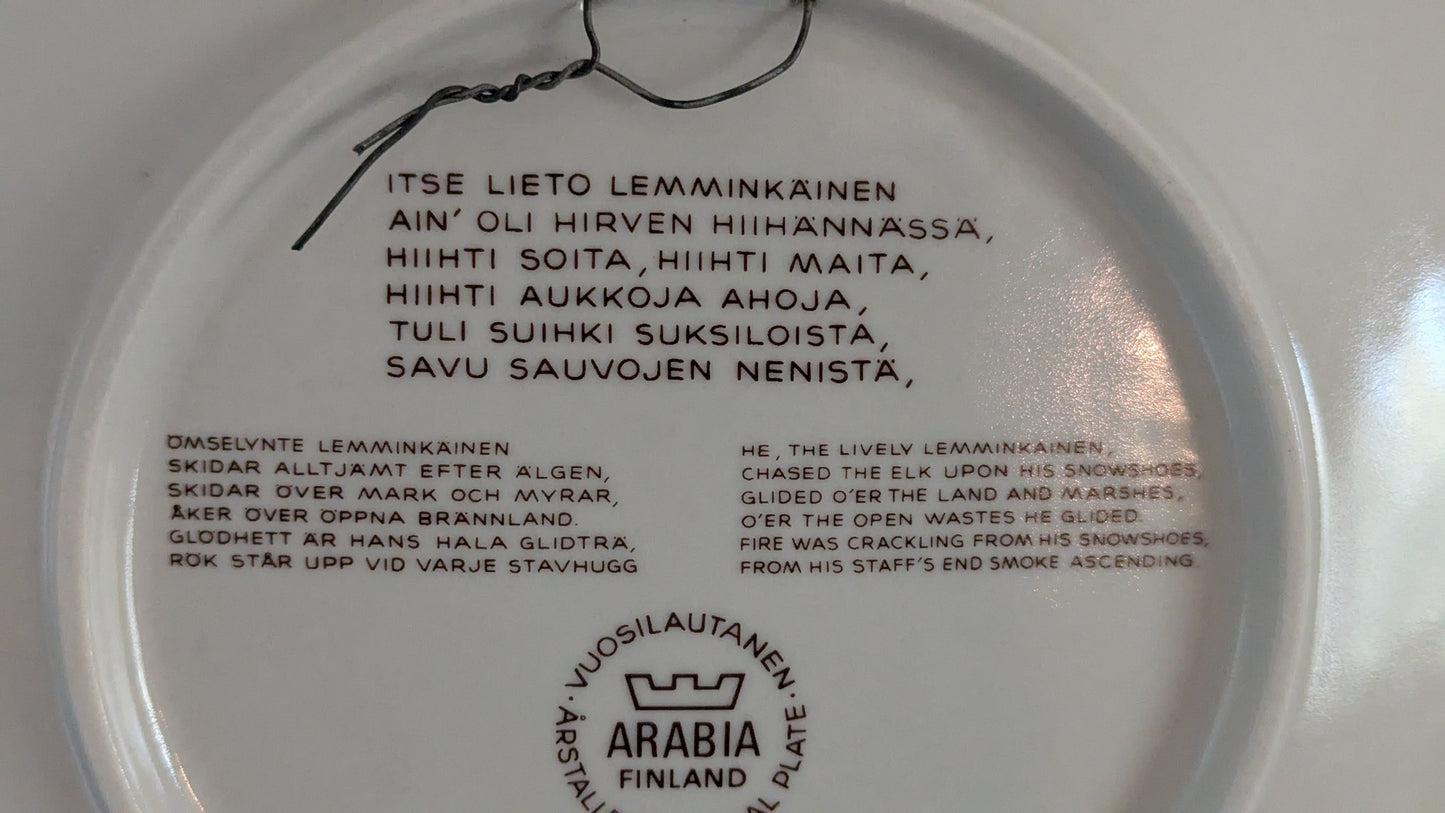 ITSE LIETO LEMMINKÄINEN
AIN' OLI HIRVEN HIIHÄNNÄSSÄ,
HIIHTI SOITA, HIIHTI MAITA,
HIIHTI AUKKOJA AHOJA,
TULI SUIHKI SUKSILOISTA,
SAVU SAUVOJEN NENISTÄ,
ÖMSELYNTE LEMMINKÄINEN
SKIDAR ALLTJÄMT EFTER ÄLGEN,
SKIDAR ÖVER MARK OCH MYRAR,
ÅKER ÖVER ÖPPNA BRÄNNLAND.
GLÖDHETT ÄR HANS HALA GLIDTRÄ,
RÖK STÅR UPP VID VARJE STAVHUGG
HE, THE LIVELY LEMMINKÄINEN,
CHASED THE ELK UPON HIS SNOWSHOES,
GLIDED O'ER THE LAND AND MARSHES,
O'ER THE OPEN WASTES HE GLIDED.
FIRE WAS CRACKLING FROM HIS SNOWSHOES,
FROM HIS STAFF'S END SMOKE ASCENDING.
· VUOSILAUTANEN ·
ARABIA
FINLAND
PLATE